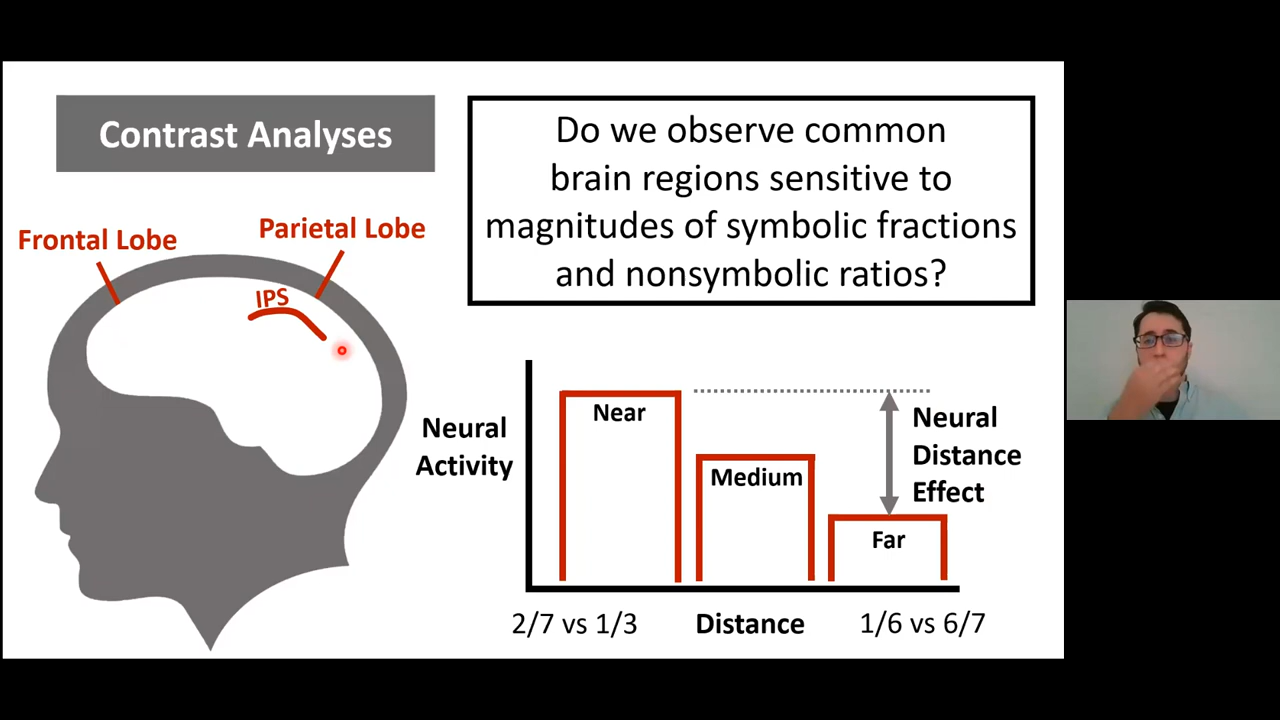 Contrast Analyses
Do we observe common
brain regions sensitive to
magnitudes of symbolic fractions
and nonsymbolic ratios?
Frontal Lobe
Parietal Lobe
IPS
Neural
Activity
Near
Medium
Far
Neural
Distance
Effect
2/7 vs 1/3
Distance
1/6 vs 6/7